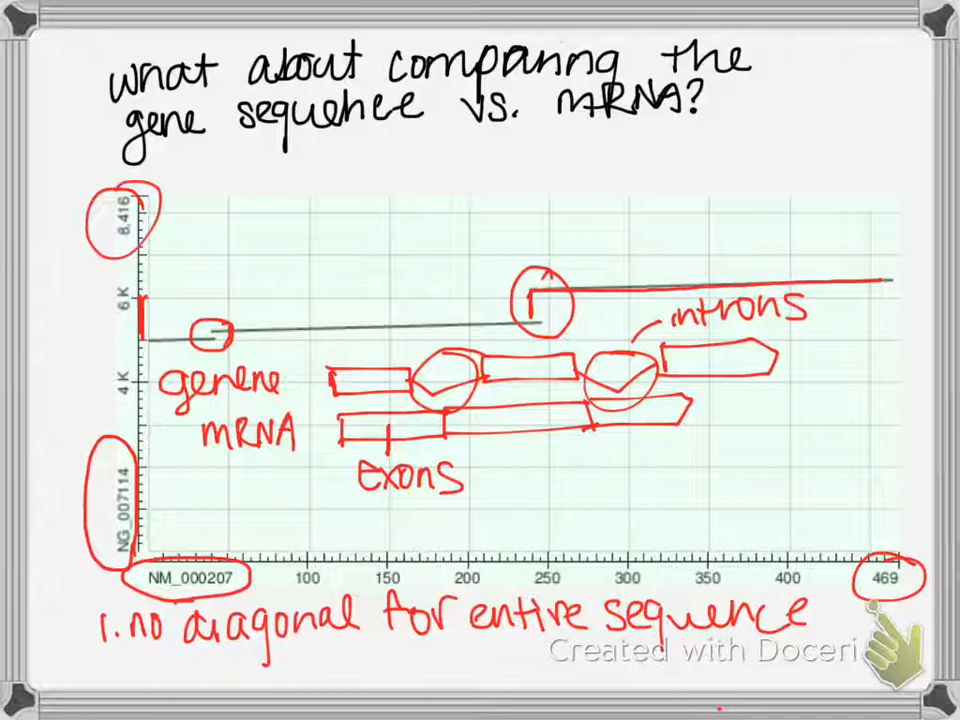 what about comparing the
gene sequence vs. mRNA?
8,416
6 K
introns
4 K
genene
mRNA
exons
NG_007114
NM_000207 100 150 200 250 300 350 400 469
1. no diagonal for entire sequence
Created with Doceri